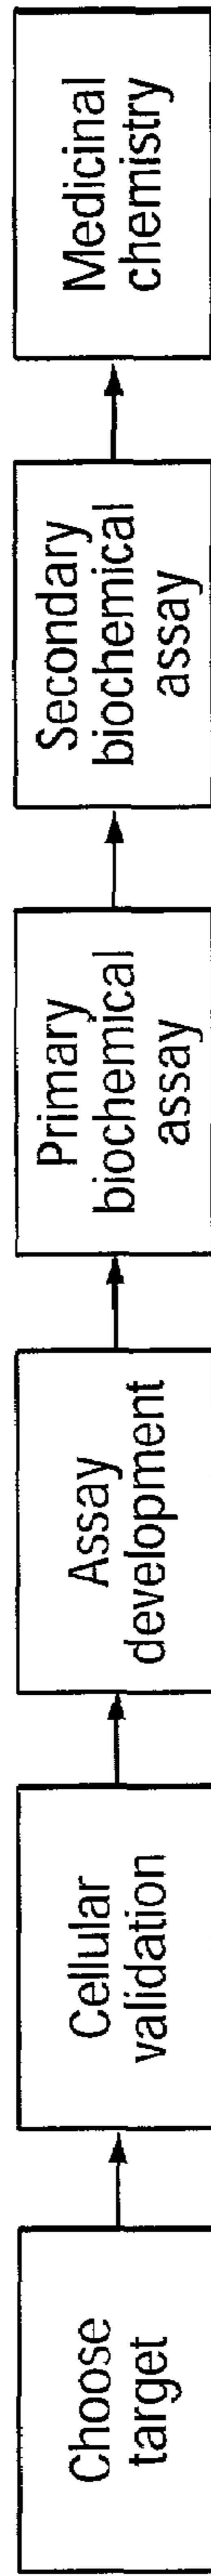 Choose
target
Cellular
validation
Assay
development
Primary
biochemical
assay
Secondary
biochemical
assay
Medicinal
chemistry